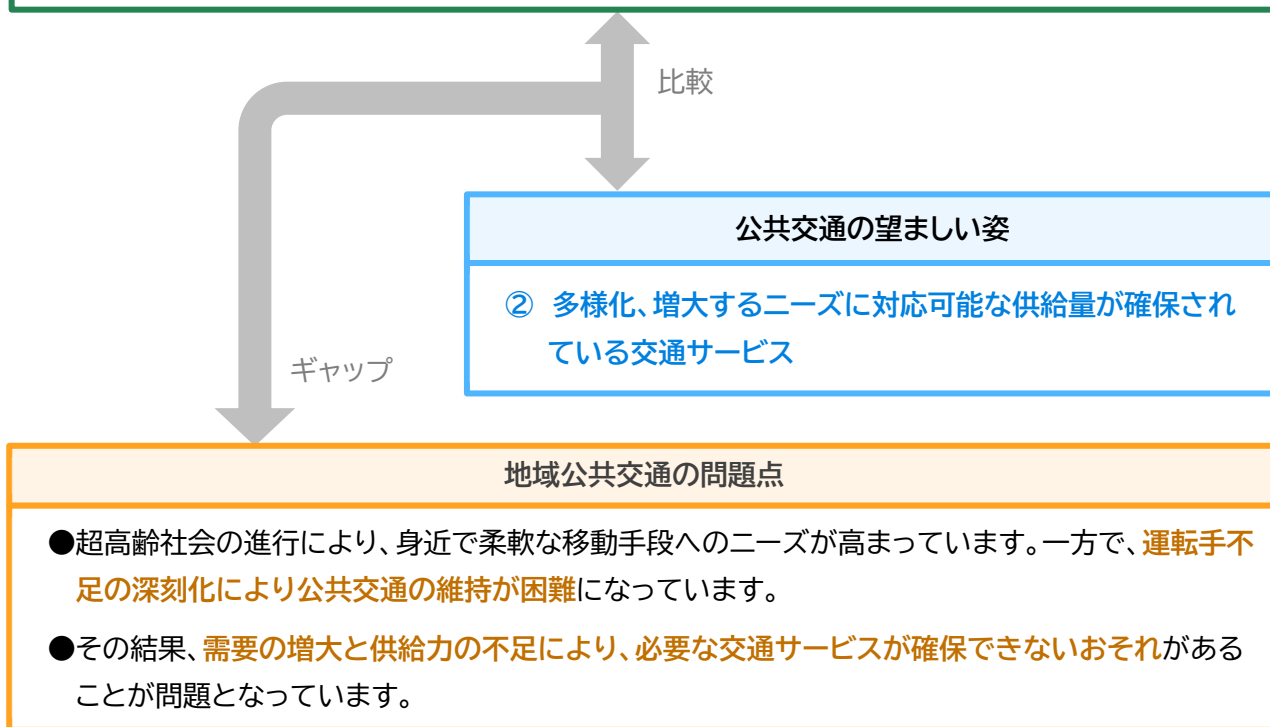 比較
公共交通の望ましい姿
② 多様化、増大するニーズに対応可能な供給量が確保され
ている交通サービス
ギャップ
地域公共交通の問題点
●超高齢社会の進行により、身近で柔軟な移動手段へのニーズが高まっています。一方で、運転手不
足の深刻化により公共交通の維持が困難になっています。
●その結果、需要の増大と供給力の不足により、必要な交通サービスが確保できないおそれがある
ことが問題となっています。